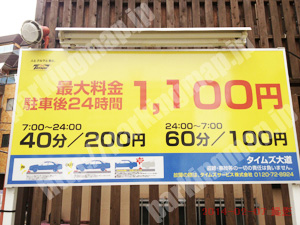 最大料金
駐車後24時間
1,100円
7:00~24:00
40分/200円
24:00~7:00
60分/100円
タイムズ大道
0120-72-8924